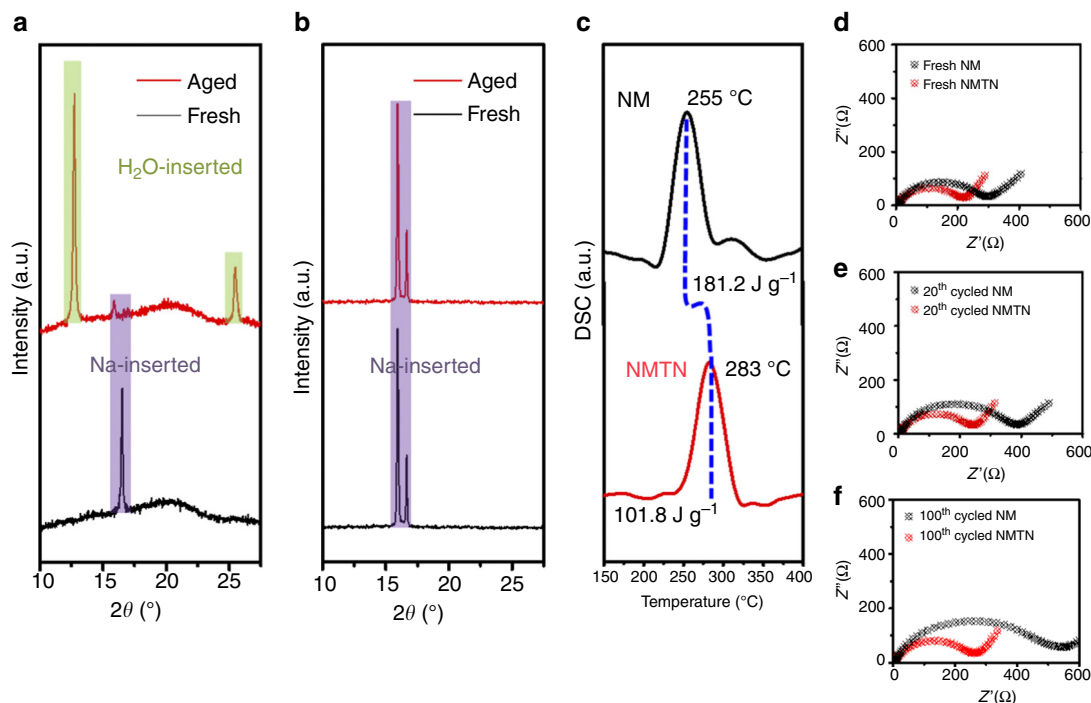 a
Aged
Fresh
H₂O-inserted
Na-inserted
Intensity (a.u.)
10 15 20 25
2θ (°)
b
Aged
Fresh
Na-inserted
Intensity (a.u.)
10 15 20 25
2θ (°)
c
NM
255 °C
181.2 J g⁻¹
NMTN
283 °C
101.8 J g⁻¹
DSC (a.u.)
150 200 250 300 350 400
Temperature (°C)
d
600
400
200
0
Z''(Ω)
Fresh NM
Fresh NMTN
0 200 400 600
Z'(Ω)
e
600
400
200
0
Z''(Ω)
20th cycled NM
20th cycled NMTN
0 200 400 600
Z'(Ω)
f
600
400
200
0
Z''(Ω)
100th cycled NM
100th cycled NMTN
0 200 400 600
Z'(Ω)